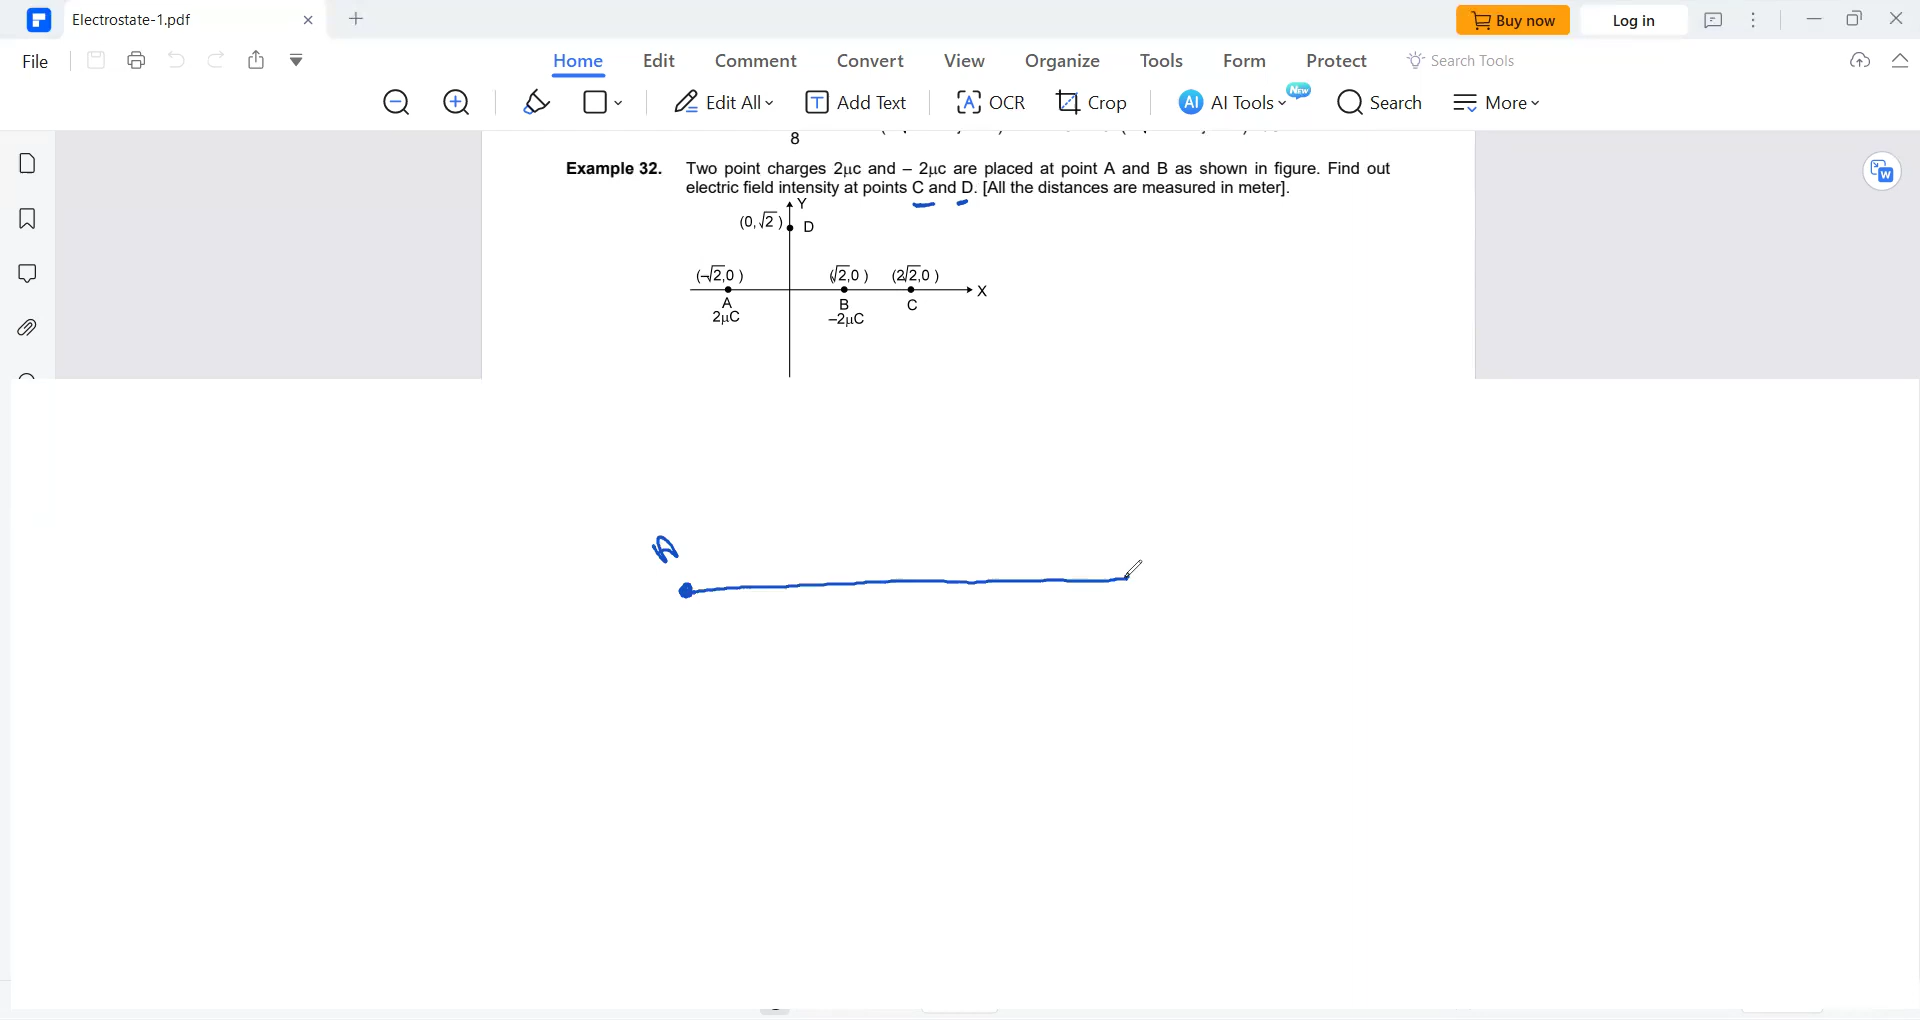 Electrostate-1.pdf
Buy now
Log in
File
Home Edit Comment Convert View Organize Tools Form Protect Search Tools
Edit All Add Text OCR Crop AI AI Tools New Search More
8
Example 32. Two point charges 2μc and – 2μc are placed at point A and B as shown in figure. Find out
electric field intensity at points C and D. [All the distances are measured in meter].
Y
(0,√2 )
D
(–√2,0 ) (√2,0 ) (2√2,0 )
X
A B C
2μC –2μC
A